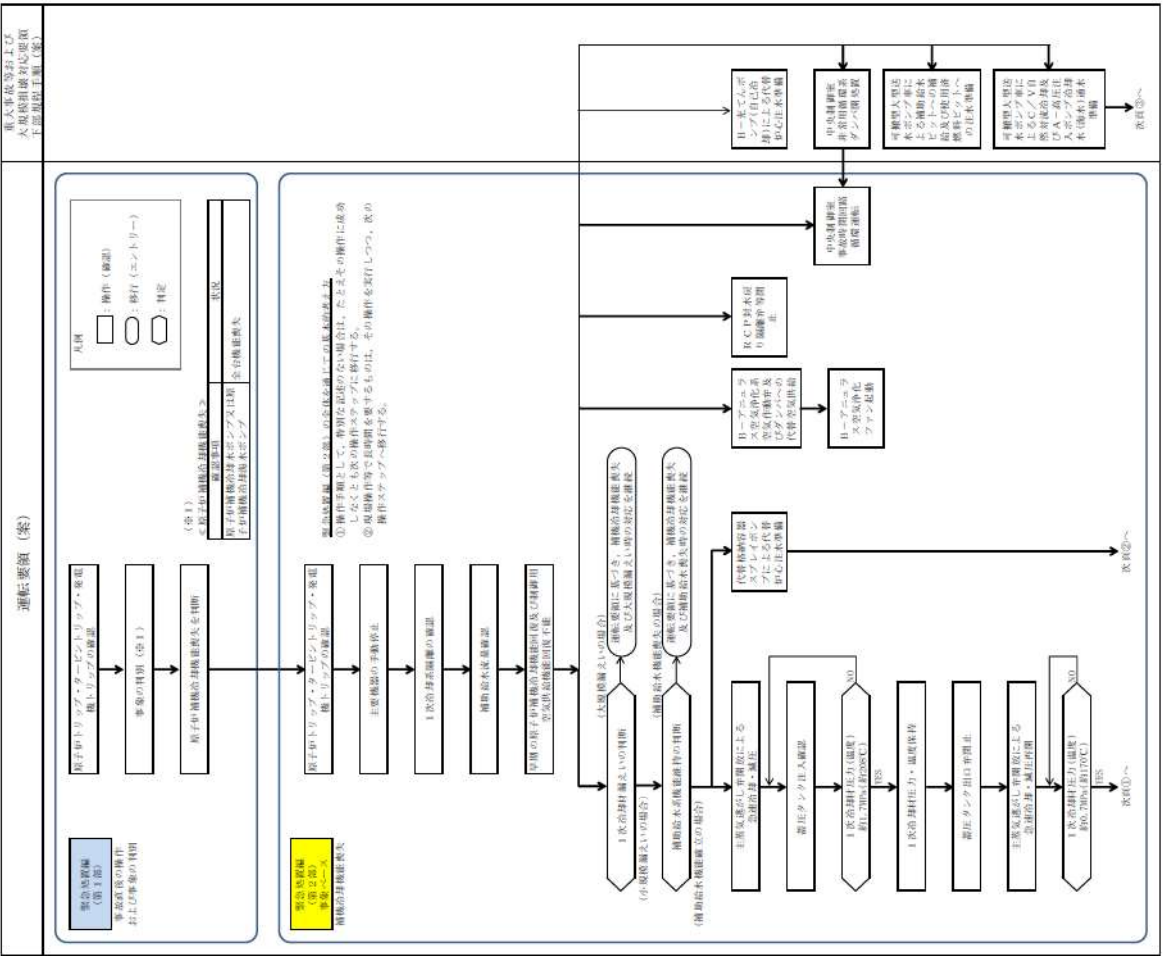 運転要領（案）
重大事故等および
大規模損壊対応要領
下部規程手順（案）
緊急処置編
（第１部）
事故直後の操作
および事象の判別
原子炉トリップ・タービントリップ・発電
機トリップの確認
事象の判別（※１）
原子炉補機冷却機能喪失を判断
（※１）
＜原子炉補機冷却機能喪失＞
確認事項
状況
原子炉補機冷却水ポンプ又は原
子炉補機冷却海水ポンプ
全台機能喪失
凡例
：操作（確認）
：移行（エントリー）
：判定
緊急処置編
（第２部）
事象ベース
補機冷却機能喪失
原子炉トリップ・タービントリップ・発電
機トリップの確認
主要機器の手動停止
１次冷却系隔離の確認
補助給水流量確認
早期の原子炉補機冷却機能回復及び制御用
空気供給機能回復不能
緊急処置編（第２部）の全体を通じての基本的考え方
① 操作手順として，特別な記述のない場合は，たとえその操作に成功
しなくとも次の操作ステップに移行する。
② 現場操作等で長時間を要するものは，その操作を実行しつつ，次の
操作ステップへ移行する。
１次冷却材漏えいの判断
（大規模漏えいの場合）
運転要領に基づき，補機冷却機能喪失
及び大規模漏えい時の対応を継続
（小規模漏えいの場合）
補助給水系機能維持の判断
（補助給水機能喪失の場合）
運転要領に基づき，補機冷却機能喪失
及び補助給水喪失時の対応を継続
（補助給水機能確立の場合）
主蒸気逃がし弁開放による
急速冷却・減圧
蓄圧タンク注入確認
１次冷却材圧力（温度）
約1.7MPa（約208℃）
NO
YES
１次冷却材圧力・温度保持
蓄圧タンク出口弁閉止
主蒸気逃がし弁開放による
急速冷却・減圧再開
１次冷却材圧力（温度）
約0.7MPa（約170℃）
NO
YES
次頁①へ
代替格納容器
スプレイポン
プによる代替
炉心注水準備
次頁②へ
Ｂ－アニュラ
ス空気浄化系
空気作動弁及
びダンパへの
代替空気供給
Ｂ－アニュラ
ス空気浄化
ファン起動
ＲＣＰ封水戻
り隔離弁等閉
止
中央制御室
事故時閉回路
循環運転
Ｂ－充てんポ
ンプ（自己冷
却）による代替
炉心注水準備
中央制御室
非常用循環系
ダンパ開処置
可搬型大型送
水ポンプ車に
よる補助給水
ピットへの補
給及び使用済
燃料ピットへ
の注水準備
可搬型大型送
水ポンプ車に
よるＣ／Ｖ自
然対流冷却及
びＡ－高圧注
入ポンプ冷却
水（海水）通水
準備
次頁③へ